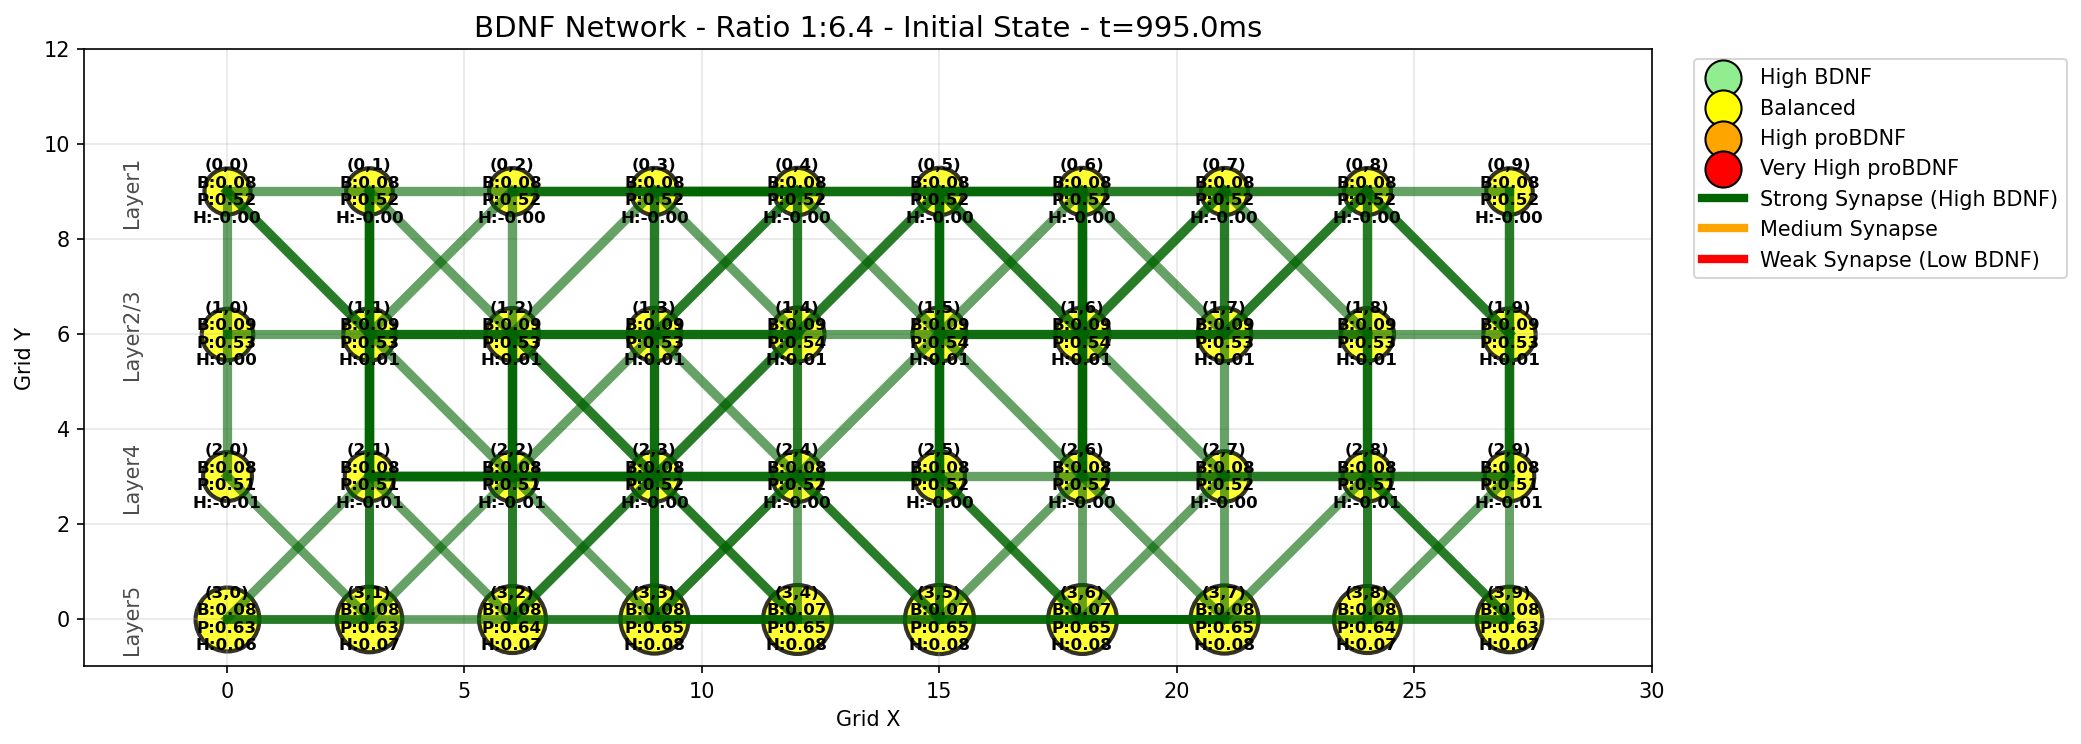 BDNF Network - Ratio 1:6.4 - Initial State - t=995.0ms
12
10
8
6
4
2
0
Grid Y
Layer1
(0,0) (0,1) (0,2) (0,3) (0,4) (0,5) (0,6) (0,7) (0,8) (0,9)
B:0.08 B:0.08 B:0.08 B:0.08 B:0.08 B:0.08 B:0.08 B:0.08 B:0.08 B:0.08
P:0.52 P:0.52 P:0.52 P:0.52 P:0.52 P:0.52 P:0.52 P:0.52 P:0.52 P:0.52
H:-0.00 H:-0.00 H:-0.00 H:-0.00 H:-0.00 H:-0.00 H:-0.00 H:-0.00 H:-0.00 H:-0.00
Layer2/3
(1,0) (1,1) (1,2) (1,3) (1,4) (1,5) (1,6) (1,7) (1,8) (1,9)
B:0.09 B:0.09 B:0.09 B:0.09 B:0.09 B:0.09 B:0.09 B:0.09 B:0.09 B:0.09
P:0.53 P:0.53 P:0.53 P:0.53 P:0.54 P:0.54 P:0.54 P:0.53 P:0.53 P:0.53
H:0.00 H:0.01 H:0.01 H:0.01 H:0.01 H:0.01 H:0.01 H:0.01 H:0.01 H:0.01
Layer4
(2,0) (2,1) (2,2) (2,3) (2,4) (2,5) (2,6) (2,7) (2,8) (2,9)
B:0.08 B:0.08 B:0.08 B:0.08 B:0.08 B:0.08 B:0.08 B:0.08 B:0.08 B:0.08
P:0.51 P:0.51 P:0.51 P:0.52 P:0.52 P:0.52 P:0.52 P:0.52 P:0.51 P:0.51
H:-0.01 H:-0.01 H:-0.01 H:-0.00 H:-0.00 H:-0.00 H:-0.00 H:-0.00 H:-0.01 H:-0.01
Layer5
(3,0) (3,1) (3,2) (3,3) (3,4) (3,5) (3,6) (3,7) (3,8) (3,9)
B:0.08 B:0.08 B:0.08 B:0.08 B:0.07 B:0.07 B:0.07 B:0.08 B:0.08 B:0.08
P:0.63 P:0.63 P:0.64 P:0.65 P:0.65 P:0.65 P:0.65 P:0.65 P:0.64 P:0.63
H:0.06 H:0.07 H:0.07 H:0.08 H:0.08 H:0.08 H:0.08 H:0.08 H:0.07 H:0.07
0 5 10 15 20 25 30
Grid X
High BDNF
Balanced
High proBDNF
Very High proBDNF
Strong Synapse (High BDNF)
Medium Synapse
Weak Synapse (Low BDNF)